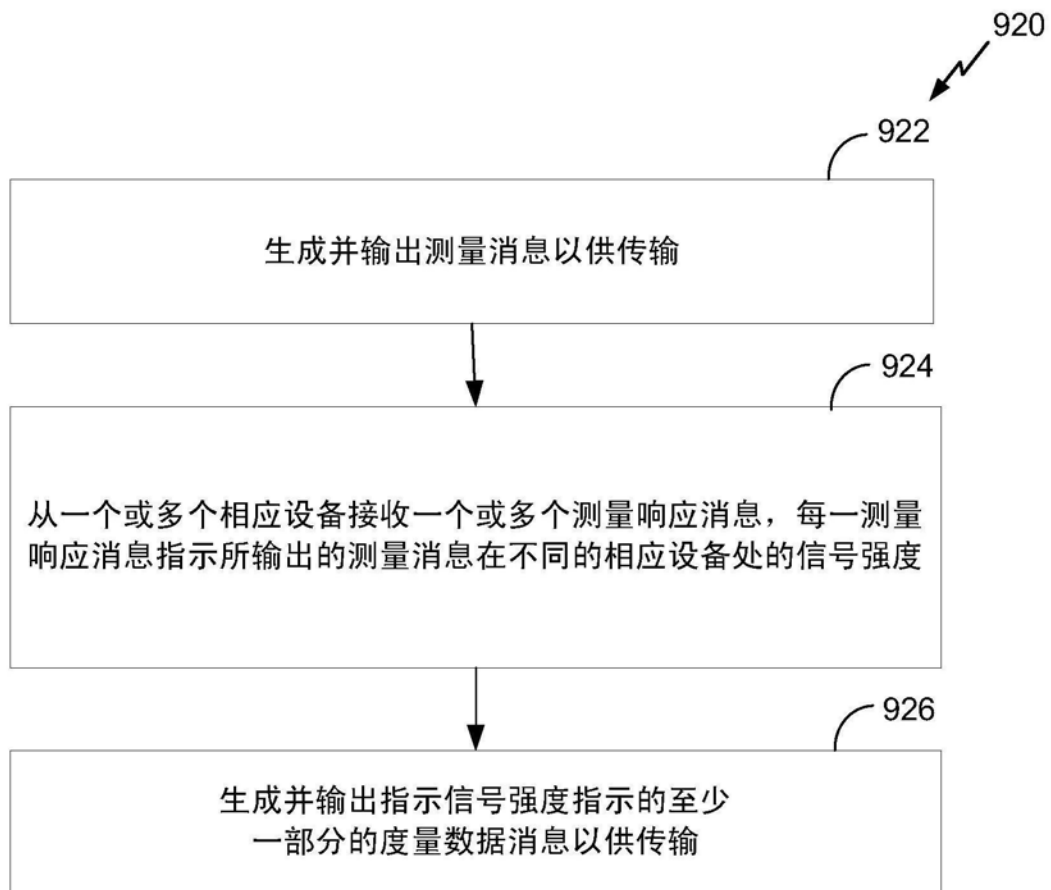 920
922
生成并输出测量消息以供传输
924
从一个或多个相应设备接收一个或多个测量响应消息，每一测量
响应消息指示所输出的测量消息在不同的相应设备处的信号强度
926
生成并输出指示信号强度指示的至少
一部分的度量数据消息以供传输